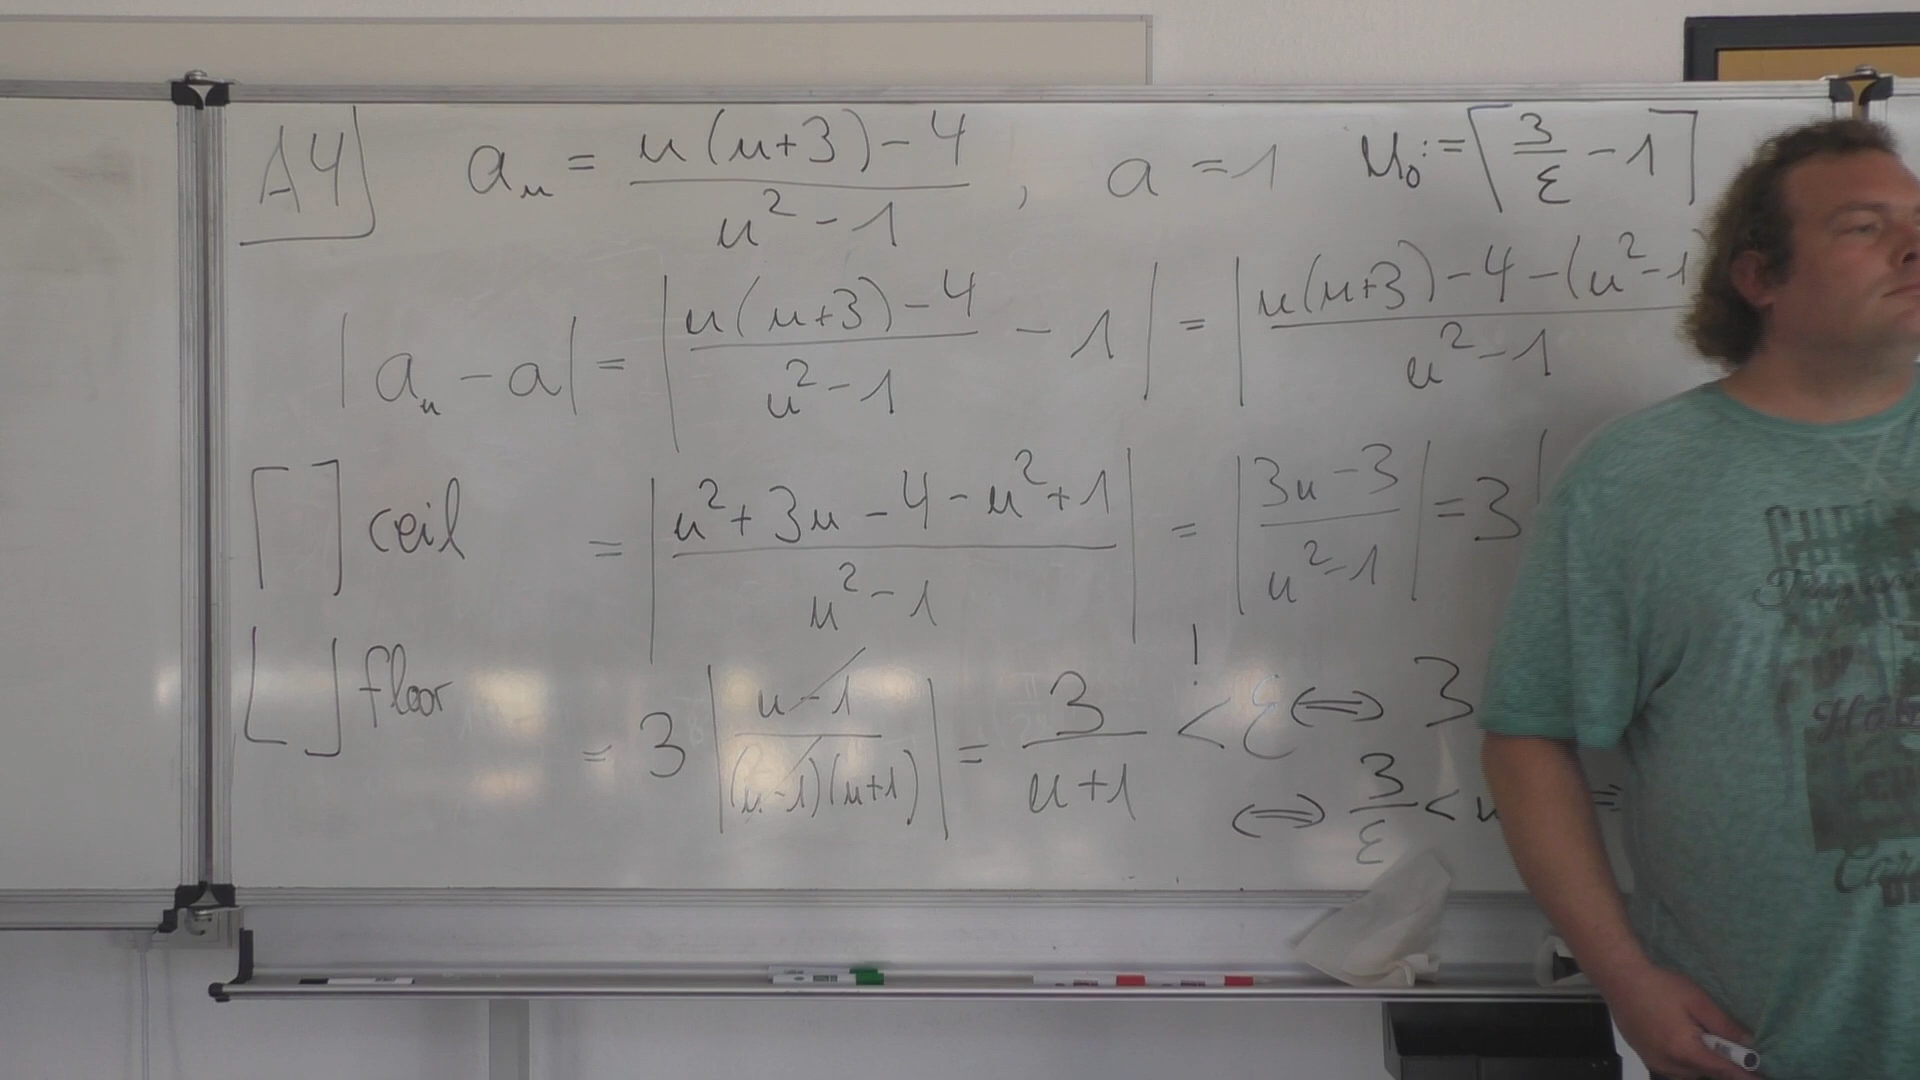 A4 aₙ = (n(n+3)-4)/(n²-1) , a = 1 n₀ := ⌈3/ε - 1⌉
|aₙ - a| = |(n(n+3)-4)/(n²-1) - 1| = |(n(n+3)-4-(n²-1)/(n²-1)
⌈ ⌉ ceil = |(n²+3n-4-n²+1)/(n²-1)| = |(3n-3)/(n²-1)| = 3|
⌊ ⌋ floor = 3 |(n-1)/((n-1)(n+1))| = 3/(n+1) <! ε ⇔ 3
⇔ 3/ε < n